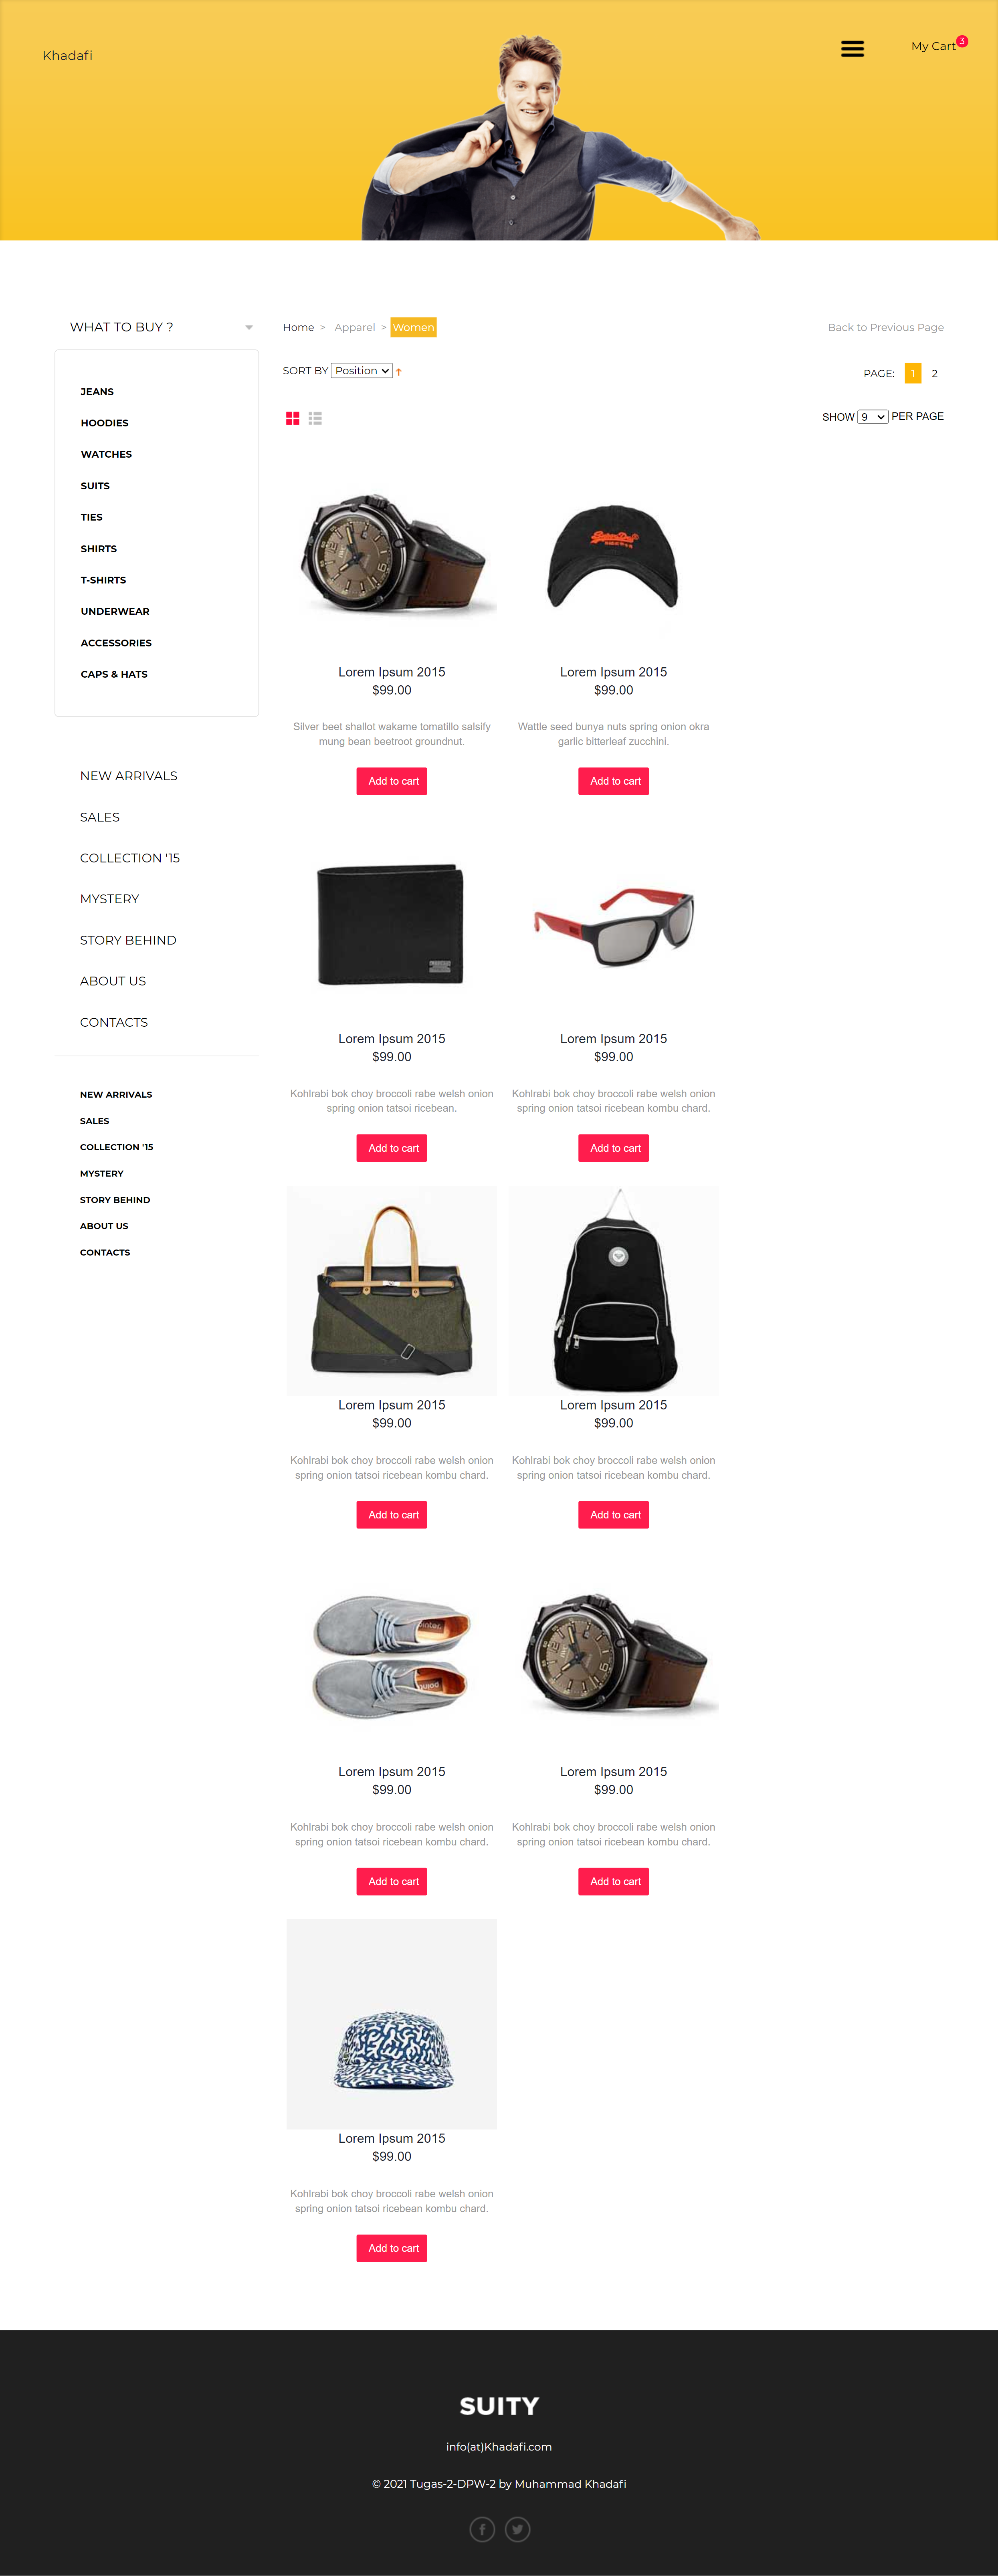 Khadafi
My Cart 3
WHAT TO BUY ?
JEANS
HOODIES
WATCHES
SUITS
TIES
SHIRTS
T-SHIRTS
UNDERWEAR
ACCESSORIES
CAPS & HATS
NEW ARRIVALS
SALES
COLLECTION '15
MYSTERY
STORY BEHIND
ABOUT US
CONTACTS
NEW ARRIVALS
SALES
COLLECTION '15
MYSTERY
STORY BEHIND
ABOUT US
CONTACTS
Home > Apparel > Women
Back to Previous Page
SORT BY Position
PAGE: 1 2
SHOW 9 PER PAGE
Lorem Ipsum 2015
$99.00
Silver beet shallot wakame tomatillo salsify
mung bean beetroot groundnut.
Add to cart
Lorem Ipsum 2015
$99.00
Wattle seed bunya nuts spring onion okra
garlic bitterleaf zucchini.
Add to cart
Lorem Ipsum 2015
$99.00
Kohlrabi bok choy broccoli rabe welsh onion
spring onion tatsoi ricebean.
Add to cart
Lorem Ipsum 2015
$99.00
Kohlrabi bok choy broccoli rabe welsh onion
spring onion tatsoi ricebean kombu chard.
Add to cart
Lorem Ipsum 2015
$99.00
Kohlrabi bok choy broccoli rabe welsh onion
spring onion tatsoi ricebean kombu chard.
Add to cart
Lorem Ipsum 2015
$99.00
Kohlrabi bok choy broccoli rabe welsh onion
spring onion tatsoi ricebean kombu chard.
Add to cart
Lorem Ipsum 2015
$99.00
Kohlrabi bok choy broccoli rabe welsh onion
spring onion tatsoi ricebean kombu chard.
Add to cart
Lorem Ipsum 2015
$99.00
Kohlrabi bok choy broccoli rabe welsh onion
spring onion tatsoi ricebean kombu chard.
Add to cart
Lorem Ipsum 2015
$99.00
Kohlrabi bok choy broccoli rabe welsh onion
spring onion tatsoi ricebean kombu chard.
Add to cart
SUITY
info(at)Khadafi.com
© 2021 Tugas-2-DPW-2 by Muhammad Khadafi